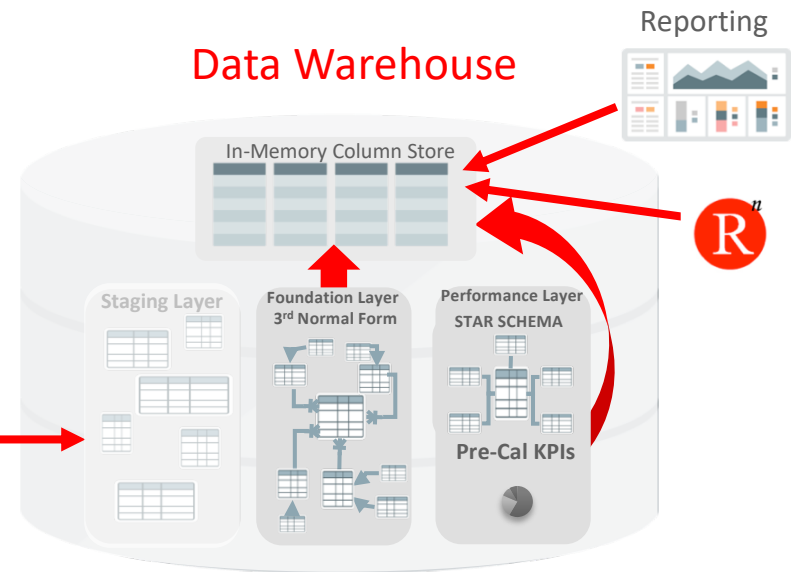 Reporting
Data Warehouse
In-Memory Column Store
R n
Staging Layer
Foundation Layer
3rd Normal Form
Performance Layer
STAR SCHEMA
Pre-Cal KPIs